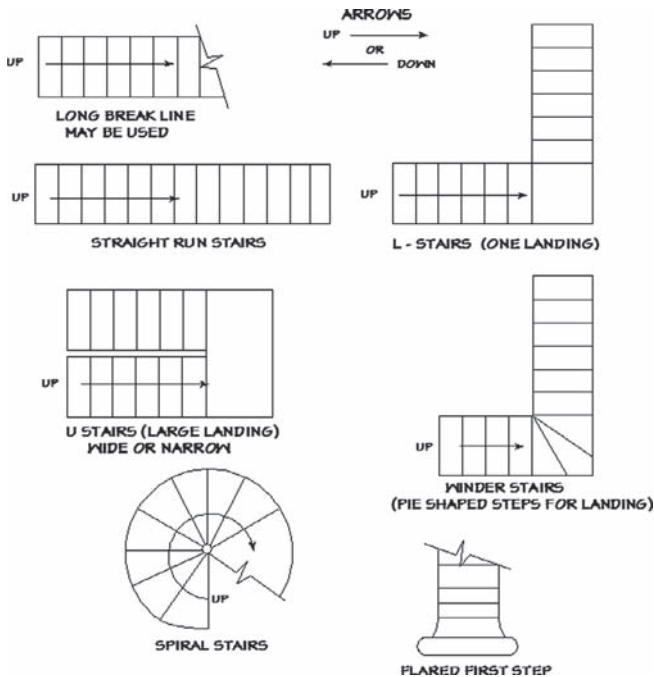 ARROWS
UP
OR
DOWN
UP
LONG BREAK LINE
MAY BE USED
UP
STRAIGHT RUN STAIRS
UP
L - STAIRS (ONE LANDING)
UP
U STAIRS (LARGE LANDING)
WIDE OR NARROW
UP
WINDER STAIRS
(PIE SHAPED STEPS FOR LANDING)
UP
SPIRAL STAIRS
FLARED FIRST STEP